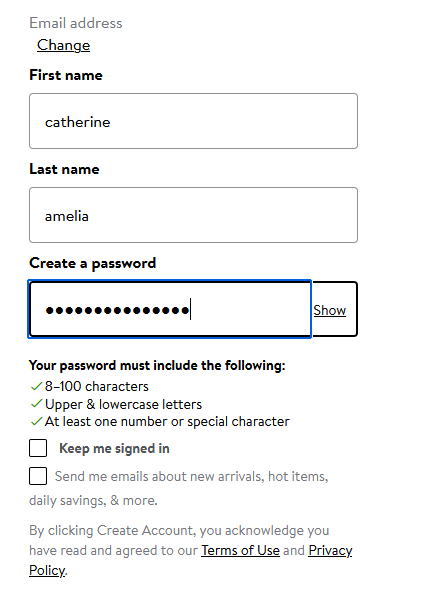 Email address
Change
First name
catherine
Last name
amelia
Create a password
●●●●●●●●●●●●●●●
Show
Your password must include the following:
✓8–100 characters
✓Upper & lowercase letters
✓At least one number or special character
Keep me signed in
Send me emails about new arrivals, hot items,
daily savings, & more.
By clicking Create Account, you acknowledge you
have read and agreed to our Terms of Use and Privacy
Policy.